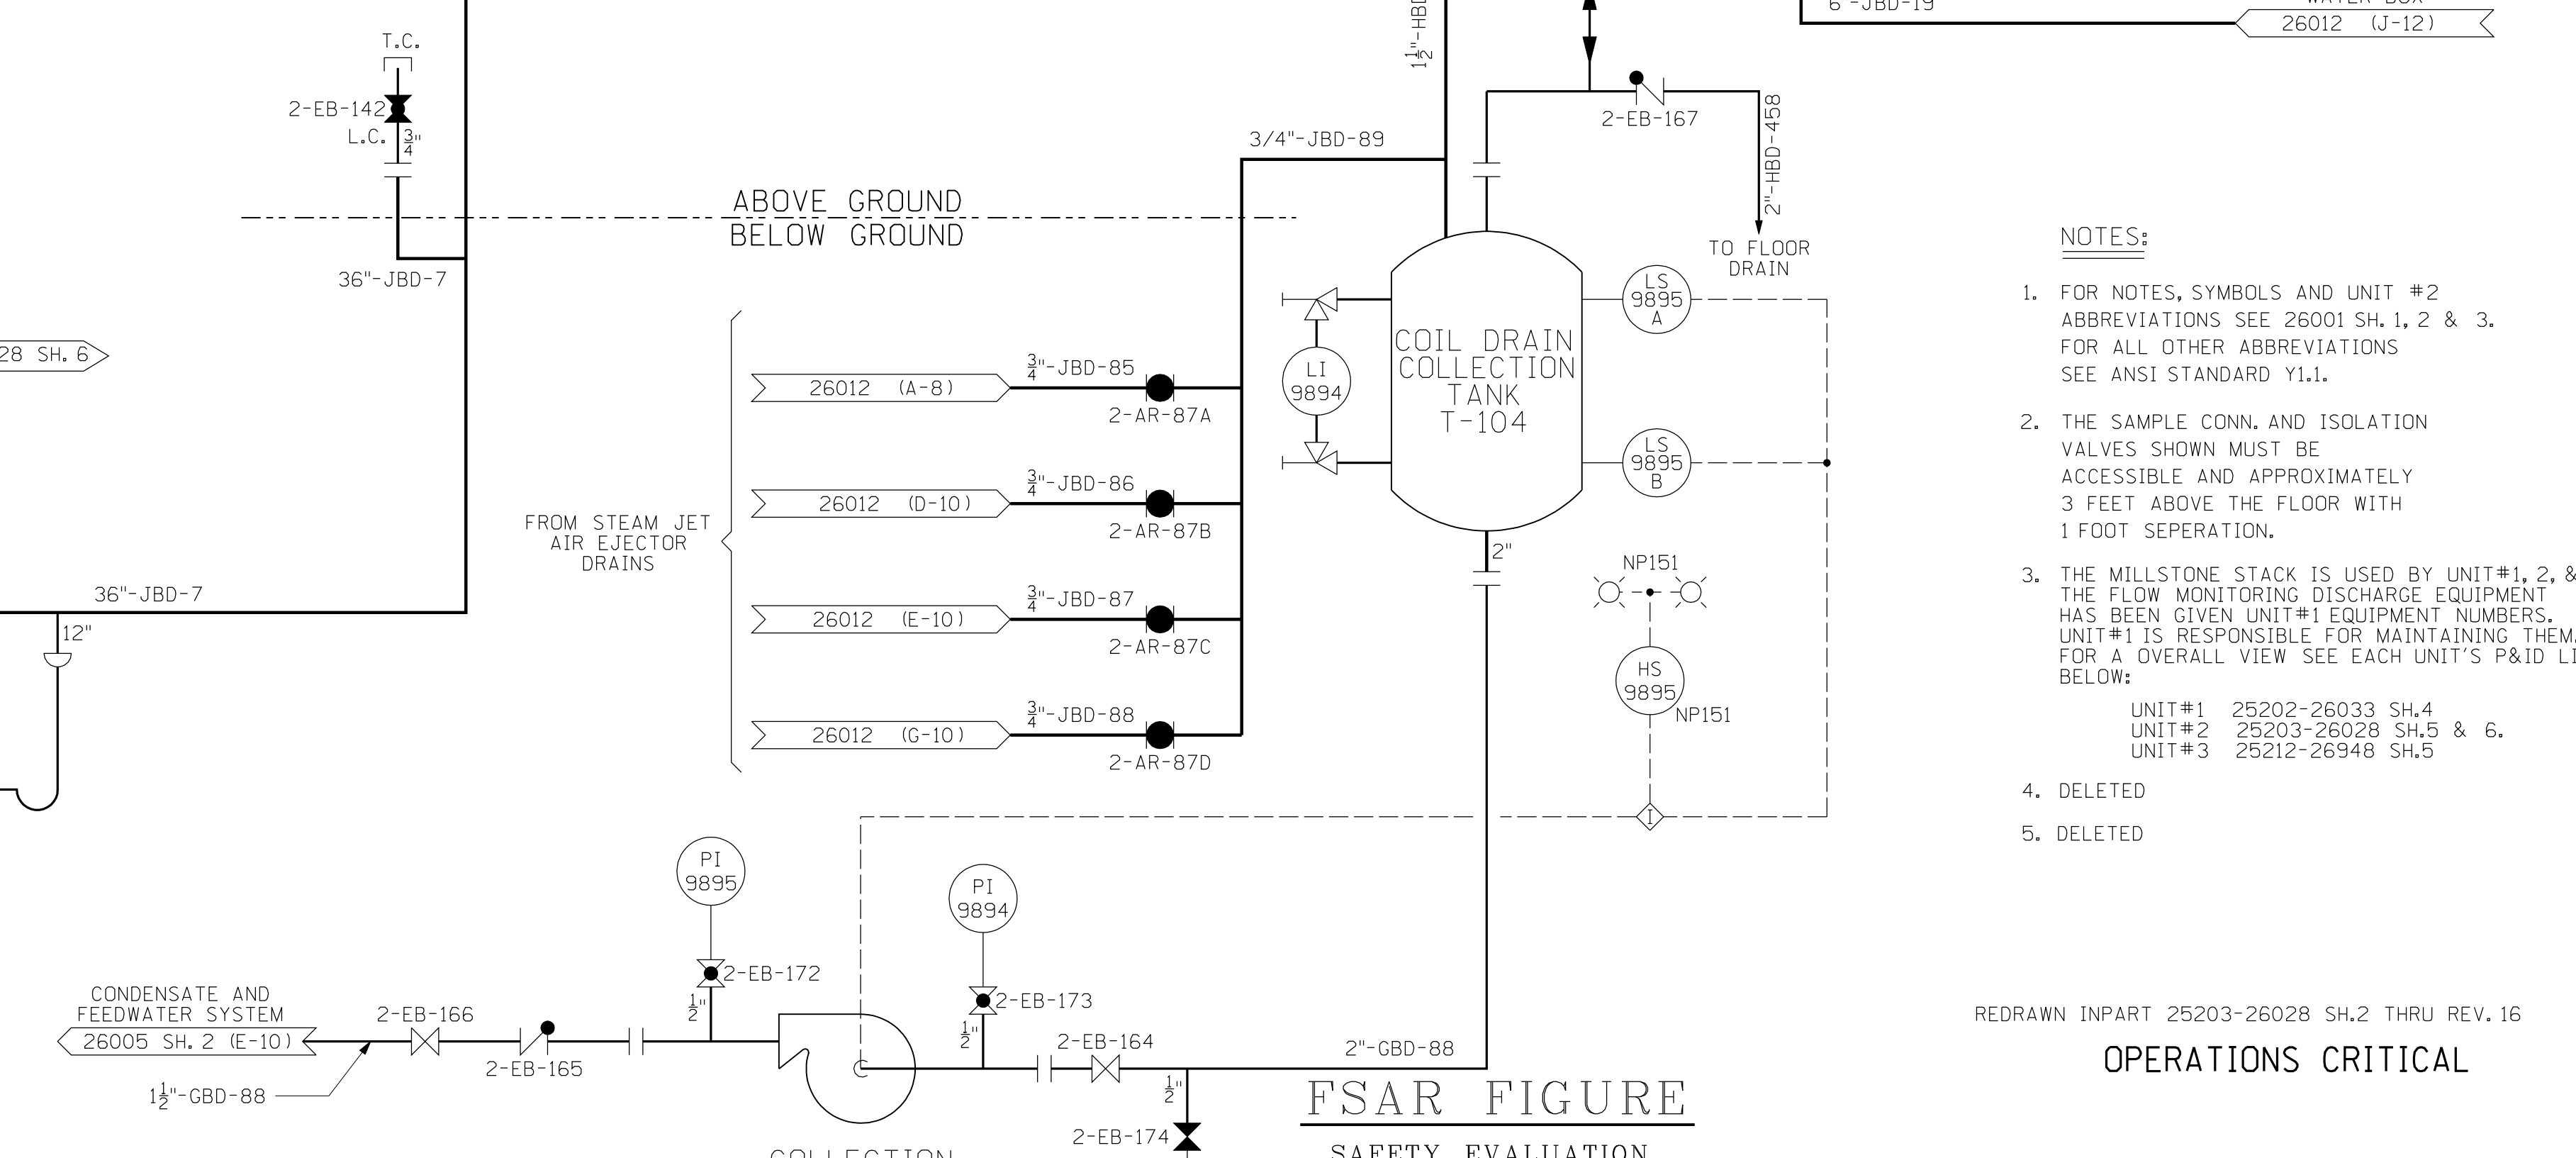 T.C.
2-EB-142
L.C. 3/4"
36"-JBD-7
28 SH. 6
36"-JBD-7
12"
ABOVE GROUND
BELOW GROUND
FROM STEAM JET
AIR EJECTOR
DRAINS
26012 (A-8)
3/4"-JBD-85
2-AR-87A
26012 (D-10)
3/4"-JBD-86
2-AR-87B
26012 (E-10)
3/4"-JBD-87
2-AR-87C
26012 (G-10)
3/4"-JBD-88
2-AR-87D
3/4"-JBD-89
1 1/2"-HBD
2-EB-167
2"-HBD-458
TO FLOOR
DRAIN
6"-JBD-19
26012 (J-12)
LI
9894
COIL DRAIN
COLLECTION
TANK
T-104
LS
9895
A
LS
9895
B
2"
NP151
HS
9895
NP151
I
PI
9895
2-EB-172
1/2"
PI
9894
2-EB-173
1/2"
CONDENSATE AND
FEEDWATER SYSTEM
26005 SH. 2 (E-10)
2-EB-166
2-EB-165
1 1/2"-GBD-88
C
2-EB-164
2"-GBD-88
1/2"
2-EB-174
COLLECTION
FSAR FIGURE
SAFETY EVALUATION
NOTES:
1. FOR NOTES, SYMBOLS AND UNIT #2
ABBREVIATIONS SEE 26001 SH. 1, 2 & 3.
FOR ALL OTHER ABBREVIATIONS
SEE ANSI STANDARD Y1.1.
2. THE SAMPLE CONN. AND ISOLATION
VALVES SHOWN MUST BE
ACCESSIBLE AND APPROXIMATELY
3 FEET ABOVE THE FLOOR WITH
1 FOOT SEPERATION.
3. THE MILLSTONE STACK IS USED BY UNIT#1, 2, &
THE FLOW MONITORING DISCHARGE EQUIPMENT
HAS BEEN GIVEN UNIT#1 EQUIPMENT NUMBERS.
UNIT#1 IS RESPONSIBLE FOR MAINTAINING THEM.
FOR A OVERALL VIEW SEE EACH UNIT'S P&ID LI
BELOW:
UNIT#1 25202-26033 SH.4
UNIT#2 25203-26028 SH.5 & 6.
UNIT#3 25212-26948 SH.5
4. DELETED
5. DELETED
REDRAWN INPART 25203-26028 SH.2 THRU REV. 16
OPERATIONS CRITICAL